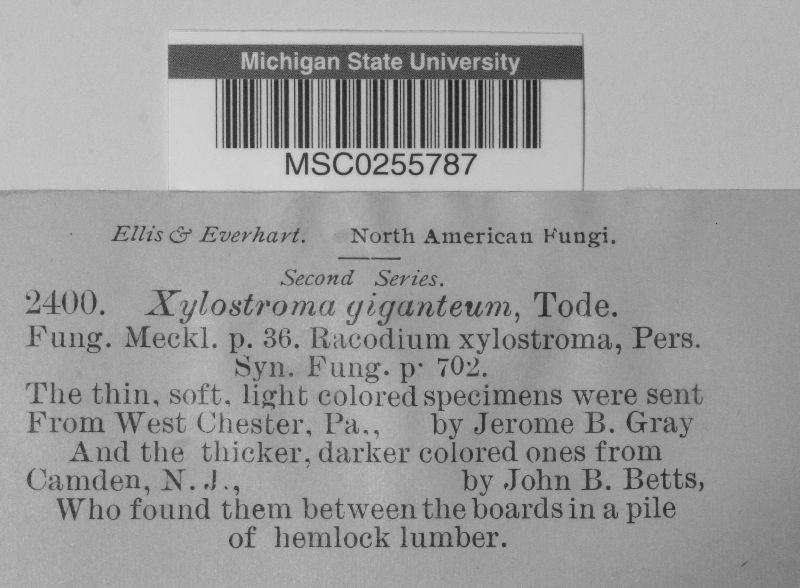 Michigan State University
MSC0255787
Ellis & Everhart. North American Fungi.
Second Series.
2400. Xylostroma giganteum, Tode.
Fung. Meckl. p. 36. Racodium xylostroma, Pers.
Syn. Fung. p. 702.
The thin, soft, light colored specimens were sent
From West Chester, Pa., by Jerome B. Gray
And the thicker, darker colored ones from
Camden, N. J., by John B. Betts,
Who found them between the boards in a pile
of hemlock lumber.